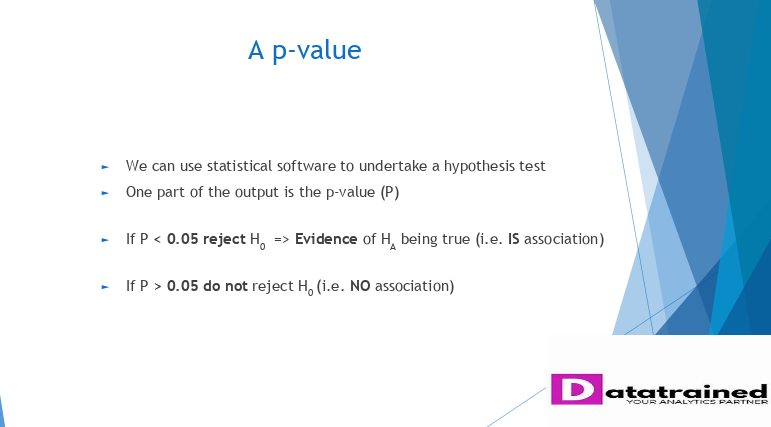 A p-value
► We can use statistical software to undertake a hypothesis test
► One part of the output is the p-value (P)
► If P < 0.05 reject H0 => Evidence of HA being true (i.e. IS association)
► If P > 0.05 do not reject H0 (i.e. NO association)
Datatrained
YOUR ANALYTICS PARTNER